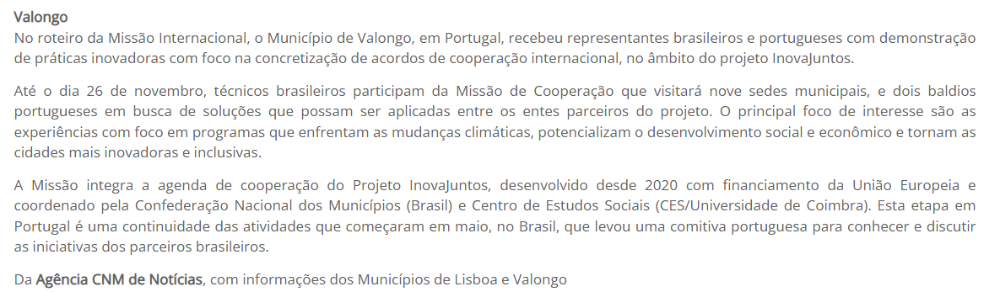 Valongo
No roteiro da Missão Internacional, o Município de Valongo, em Portugal, recebeu representantes brasileiros e portugueses com demonstração
de práticas inovadoras com foco na concretização de acordos de cooperação internacional, no âmbito do projeto InovaJuntos.
Até o dia 26 de novembro, técnicos brasileiros participam da Missão de Cooperação que visitará nove sedes municipais, e dois baldios
portugueses em busca de soluções que possam ser aplicadas entre os entes parceiros do projeto. O principal foco de interesse são as
experiências com foco em programas que enfrentam as mudanças climáticas, potencializam o desenvolvimento social e econômico e tornam as
cidades mais inovadoras e inclusivas.
A Missão integra a agenda de cooperação do Projeto InovaJuntos, desenvolvido desde 2020 com financiamento da União Europeia e
coordenado pela Confederação Nacional dos Municípios (Brasil) e Centro de Estudos Sociais (CES/Universidade de Coimbra). Esta etapa em
Portugal é uma continuidade das atividades que começaram em maio, no Brasil, que levou uma comitiva portuguesa para conhecer e discutir
as iniciativas dos parceiros brasileiros.
Da Agência CNM de Notícias, com informações dos Municípios de Lisboa e Valongo